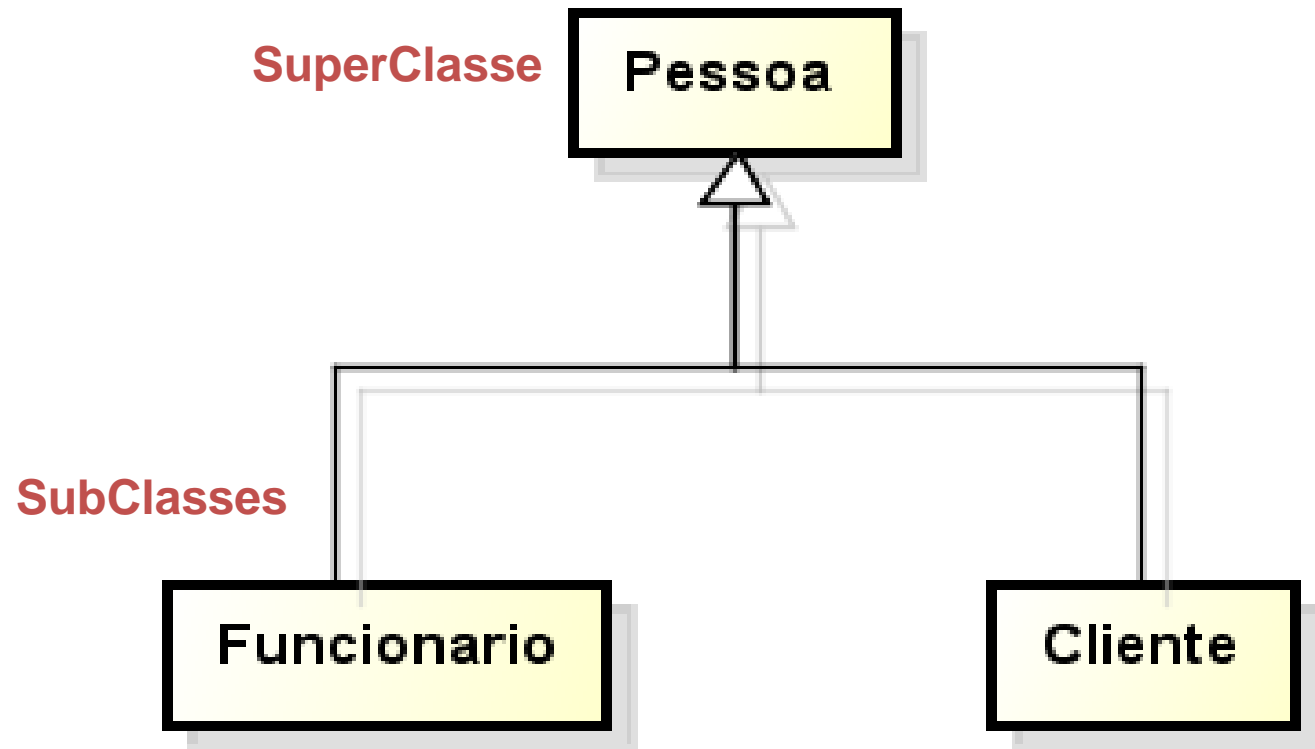 SuperClasse
Pessoa
SubClasses
Funcionario
Cliente